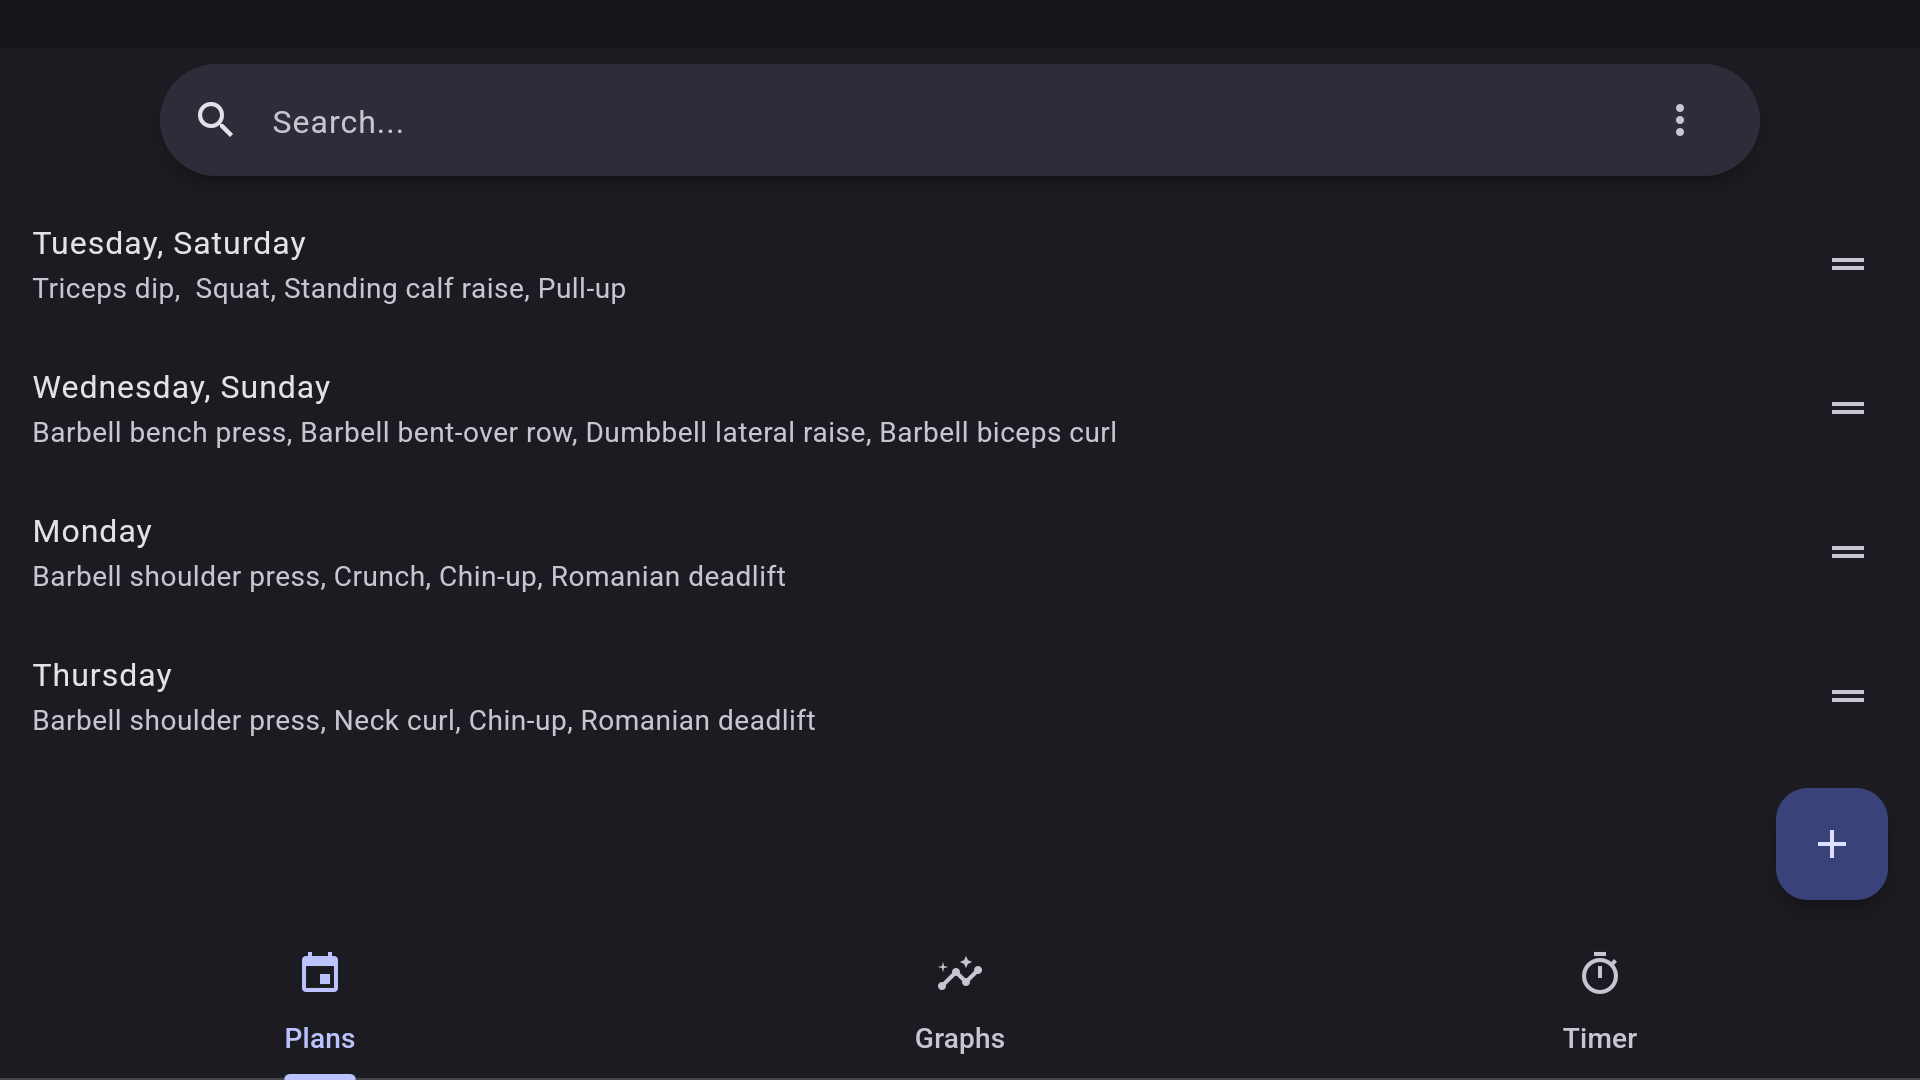 Search...
Tuesday, Saturday
Triceps dip,  Squat, Standing calf raise, Pull-up
Wednesday, Sunday
Barbell bench press, Barbell bent-over row, Dumbbell lateral raise, Barbell biceps curl
Monday
Barbell shoulder press, Crunch, Chin-up, Romanian deadlift
Thursday
Barbell shoulder press, Neck curl, Chin-up, Romanian deadlift
Plans
Graphs
Timer